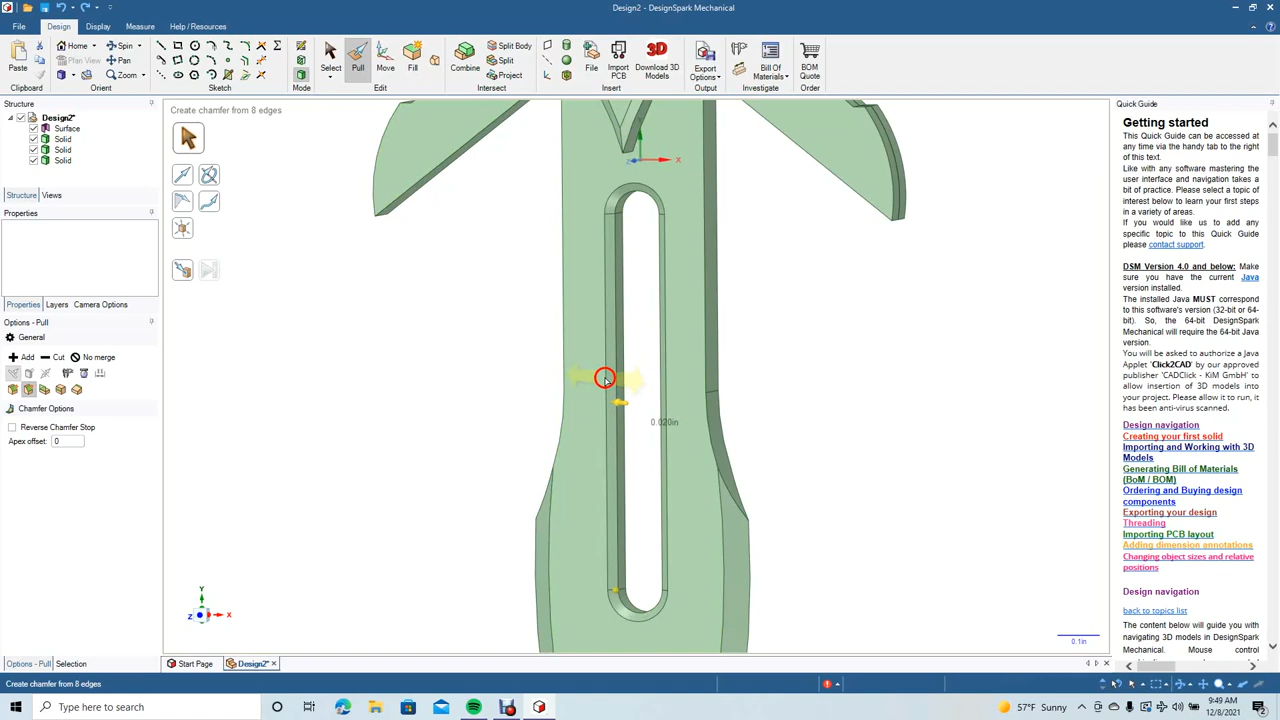 Design2 - DesignSpark Mechanical
File Design Display Measure Help / Resources
Paste
Clipboard
Home
Plan View
Spin
Pan
Zoom
Orient
Sketch
Mode
Select
Pull
Move
Fill
Edit
Combine
Split Body
Split
Project
Intersect
File
Import PCB
3D
Download 3D Models
Insert
Export Options
Output
Bill Of Materials
Investigate
BOM Quote
Order
Structure
Design2*
Surface
Solid
Solid
Solid
Structure Views
Properties
Properties Layers Camera Options
Options - Pull
General
Add Cut No merge
Chamfer Options
Reverse Chamfer Stop
Apex offset: 0
Options - Pull Selection
Create chamfer from 8 edges
X
Z
0.020in
Y
Z X
0.1in
Start Page Design2*
Quick Guide
Getting started
This Quick Guide can be accessed at
any time via the handy tab to the right
of this text.
Like with any software mastering the
user interface and navigation takes a
bit of practice. Please select a topic of
interest below to learn your first steps
in a variety of areas.
If you would like us to add any
specific topic to this Quick Guide
please contact support.
DSM Version 4.0 and below: Make
sure you have the current Java
version installed.
The installed Java MUST correspond
to this software's version (32-bit or 64-
bit). So, the 64-bit DesignSpark
Mechanical will require the 64-bit Java
version.
You will be asked to authorize a Java
Applet 'Click2CAD' by our approved
publisher 'CADClick - KiM GmbH' to
allow insertion of 3D models into
your project. Please allow it to run, it
has been anti-virus scanned.
Design navigation
Creating your first solid
Importing and Working with 3D
Models
Generating Bill of Materials
(BoM / BOM)
Ordering and Buying design
components
Exporting your design
Threading
Importing PCB layout
Adding dimension annotations
Changing object sizes and relative
positions
Design navigation
back to topics list
The content below will guide you with
navigating 3D models in DesignSpark
Mechanical. Mouse control
Create chamfer from 8 edges
Type here to search
57°F Sunny
9:49 AM
12/8/2021
2